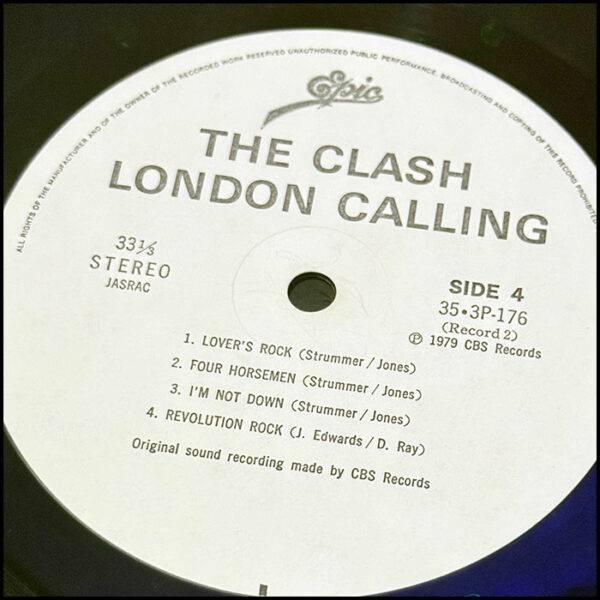 ALL RIGHTS OF THE MANUFACTURER AND OF THE OWNER OF THE RECORDED WORK RESERVED UNAUTHORIZED PUBLIC PERFORMANCE, BROADCASTING AND COPYING OF THIS RECORD PROHIBITED
Epic
THE CLASH
LONDON CALLING
33⅓
STEREO
JASRAC
SIDE 4
35•3P-176
(Record 2)
℗ 1979 CBS Records
1. LOVER'S ROCK (Strummer / Jones)
2. FOUR HORSEMEN (Strummer / Jones)
3. I'M NOT DOWN (Strummer / Jones)
4. REVOLUTION ROCK (J. Edwards / D. Ray)
Original sound recording made by CBS Records